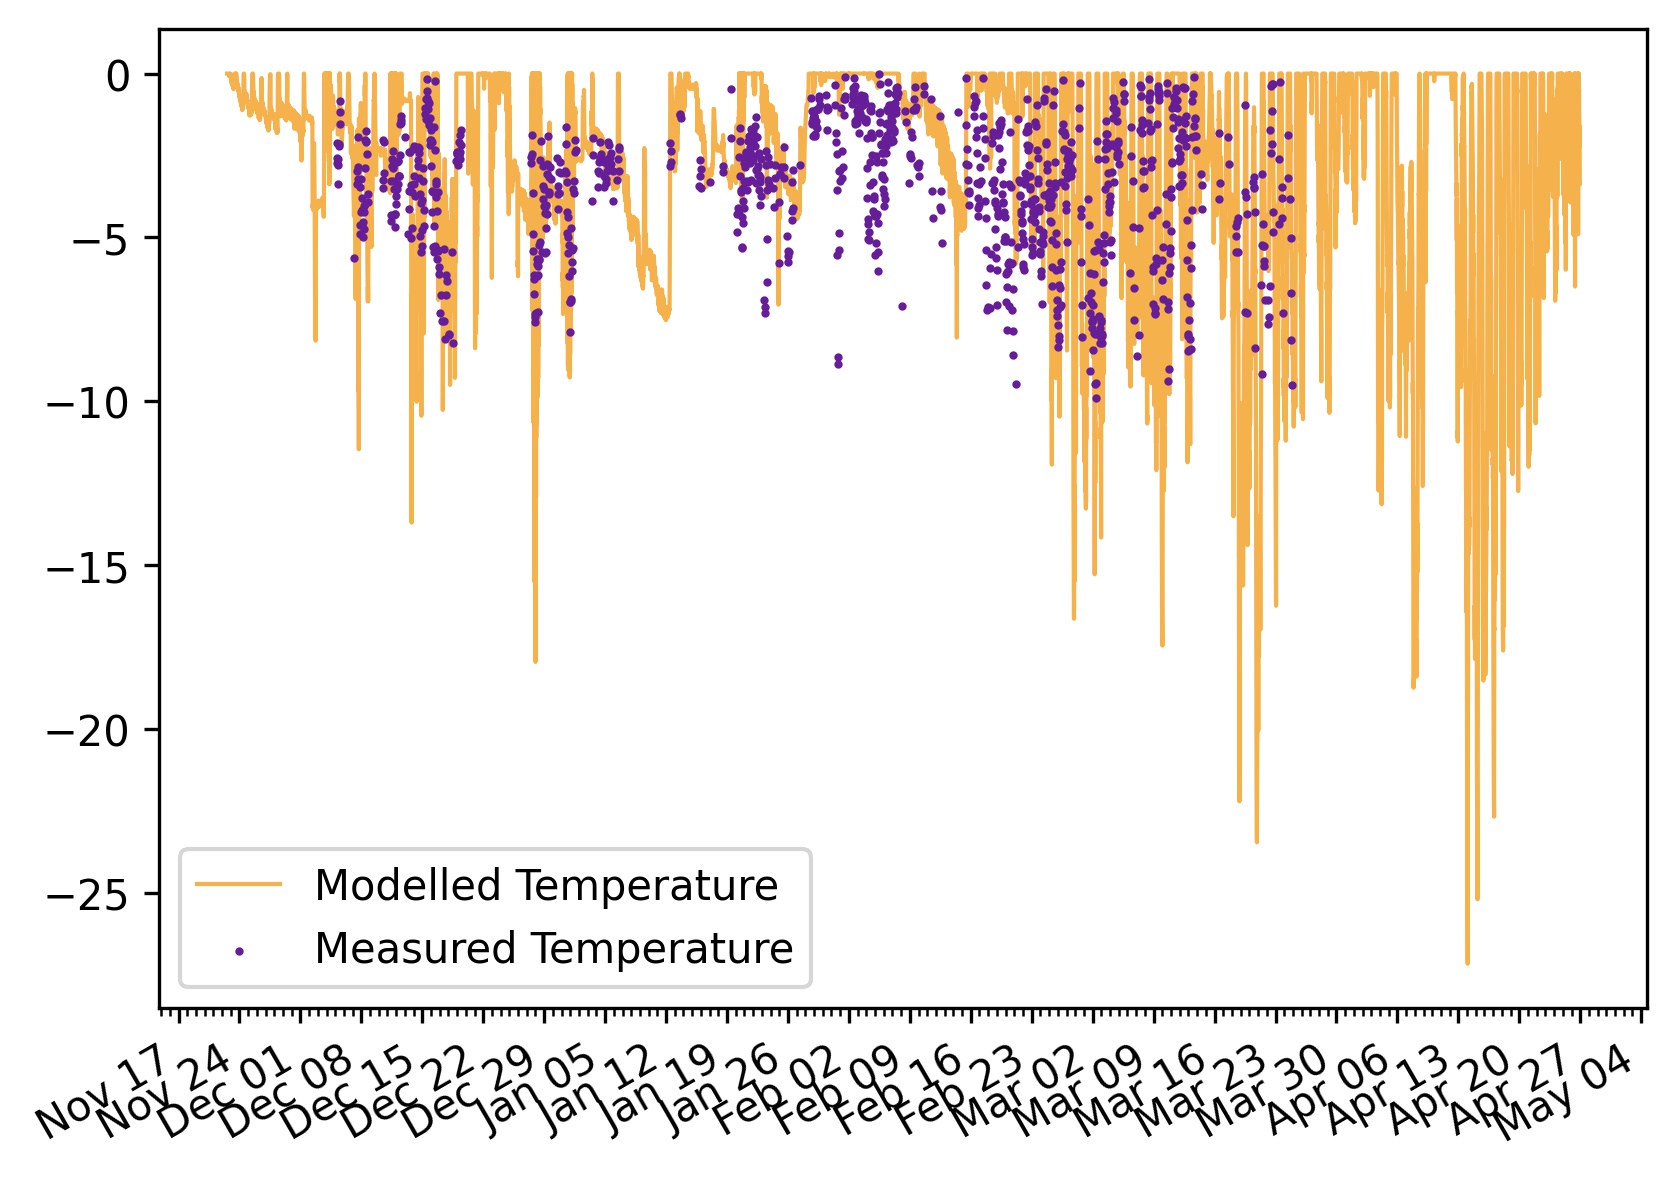 0
−5
−10
−15
−20
−25
Modelled Temperature
Measured Temperature
Nov 17
Nov 24
Dec 01
Dec 08
Dec 15
Dec 22
Dec 29
Jan 05
Jan 12
Jan 19
Jan 26
Feb 02
Feb 09
Feb 16
Feb 23
Mar 02
Mar 09
Mar 16
Mar 23
Mar 30
Apr 06
Apr 13
Apr 20
Apr 27
May 04